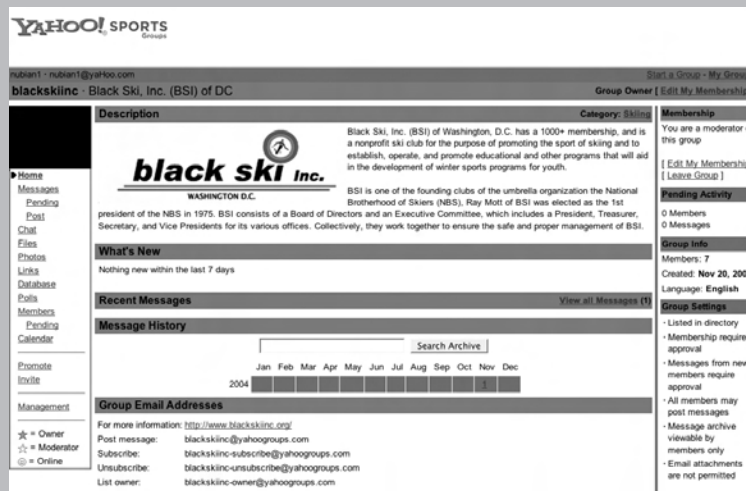 YAHOO! SPORTS
Groups
nubian1 · nubian1@yaHoo.com
Start a Group - My Group
blackskiinc · Black Ski, Inc. (BSI) of DC
Group Owner [ Edit My Membership
Home
Messages
Pending
Post
Chat
Files
Photos
Links
Database
Polls
Members
Pending
Calendar
Promote
Invite
Management
= Owner
= Moderator
= Online
Description
Category: Skiing
black ski Inc.
WASHINGTON D.C.
Black Ski, Inc. (BSI) of Washington, D.C. has a 1000+ membership, and is
a nonprofit ski club for the purpose of promoting the sport of skiing and to
establish, operate, and promote educational and other programs that will aid
in the development of winter sports programs for youth.
BSI is one of the founding clubs of the umbrella organization the National
Brotherhood of Skiers (NBS), Ray Mott of BSI was elected as the 1st
president of the NBS in 1975. BSI consists of a Board of Directors and an Executive Committee, which includes a President, Treasurer,
Secretary, and Vice Presidents for its various offices. Collectively, they work together to ensure the safe and proper management of BSI.
What's New
Nothing new within the last 7 days
Recent Messages
View all Messages (1)
Message History
Search Archive
Jan Feb Mar Apr May Jun Jul Aug Sep Oct Nov Dec
2004 1
Group Email Addresses
For more information: http://www.blackskiinc.org/
Post message: blackskiinc@yahoogroups.com
Subscribe: blackskiinc-subscribe@yahoogroups.com
Unsubscribe: blackskiinc-unsubscribe@yahoogroups.com
List owner: blackskiinc-owner@yahoogroups.com
Membership
You are a moderator
this group
[ Edit My Membership
[ Leave Group ]
Pending Activity
0 Members
0 Messages
Group Info
Members: 7
Created: Nov 20, 200
Language: English
Group Settings
· Listed in directory
· Membership require
approval
· Messages from new
members require
approval
· All members may
post messages
· Message archive
viewable by
members only
· Email attachments
are not permitted